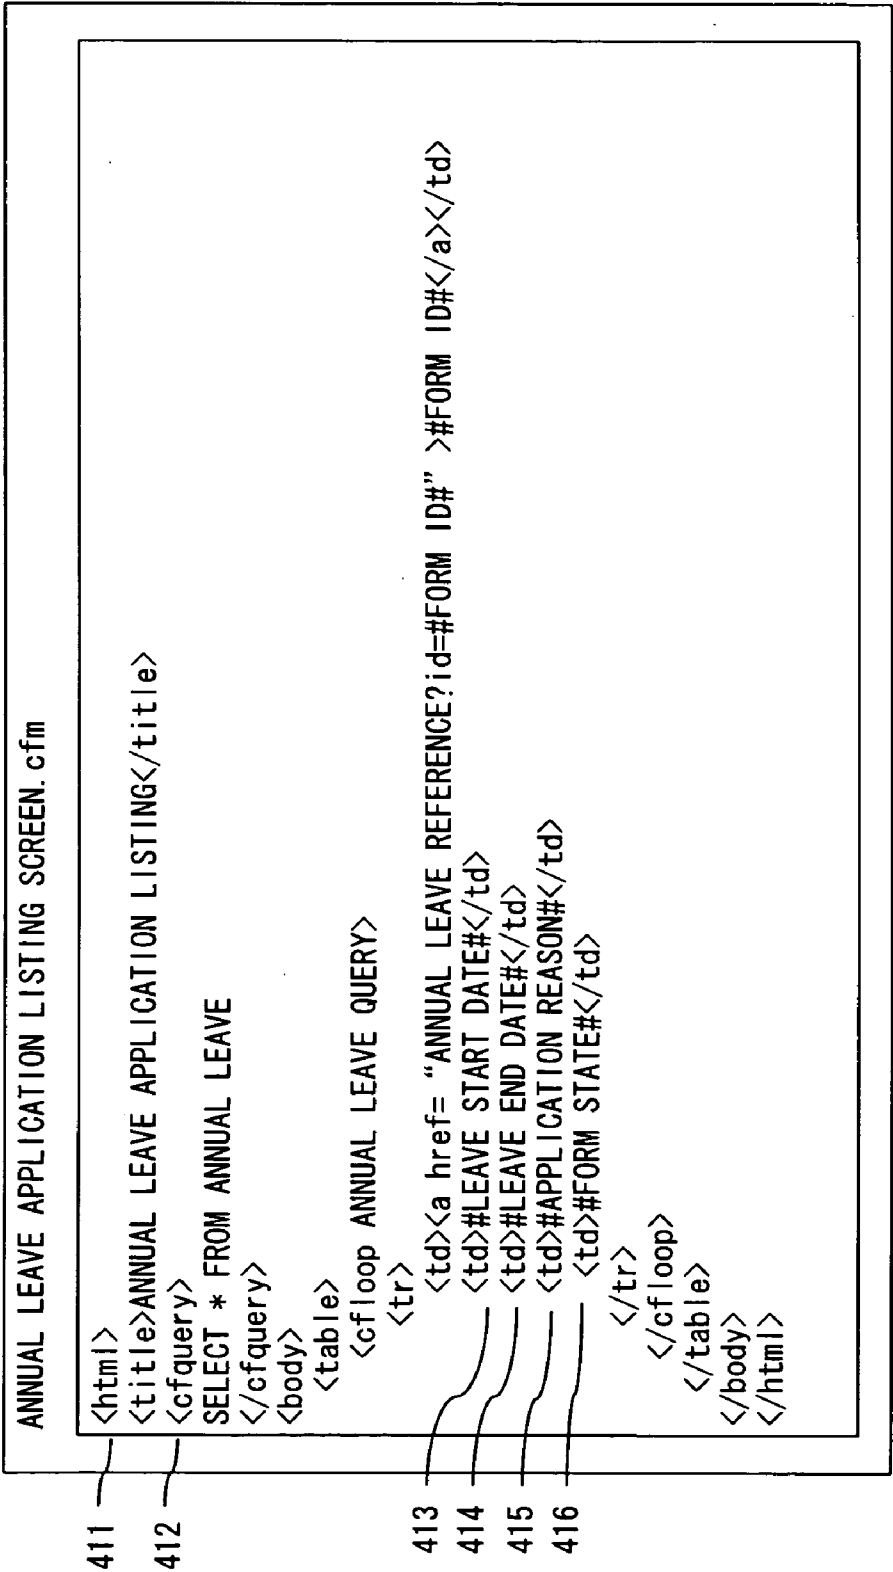 ANNUAL LEAVE APPLICATION LISTING SCREEN.cfm
411 <html>
<title>ANNUAL LEAVE APPLICATION LISTING</title>
412 <cfquery>
SELECT * FROM ANNUAL LEAVE
</cfquery>
<body>
<table>
<cfloop ANNUAL LEAVE QUERY>
<tr>
<td><a href= “ANNUAL LEAVE REFERENCE?id=#FORM ID#” >#FORM ID#</a></td>
413 <td>#LEAVE START DATE#</td>
414 <td>#LEAVE END DATE#</td>
415 <td>#APPLICATION REASON#</td>
416 <td>#FORM STATE#</td>
</tr>
</cfloop>
</table>
</body>
</html>